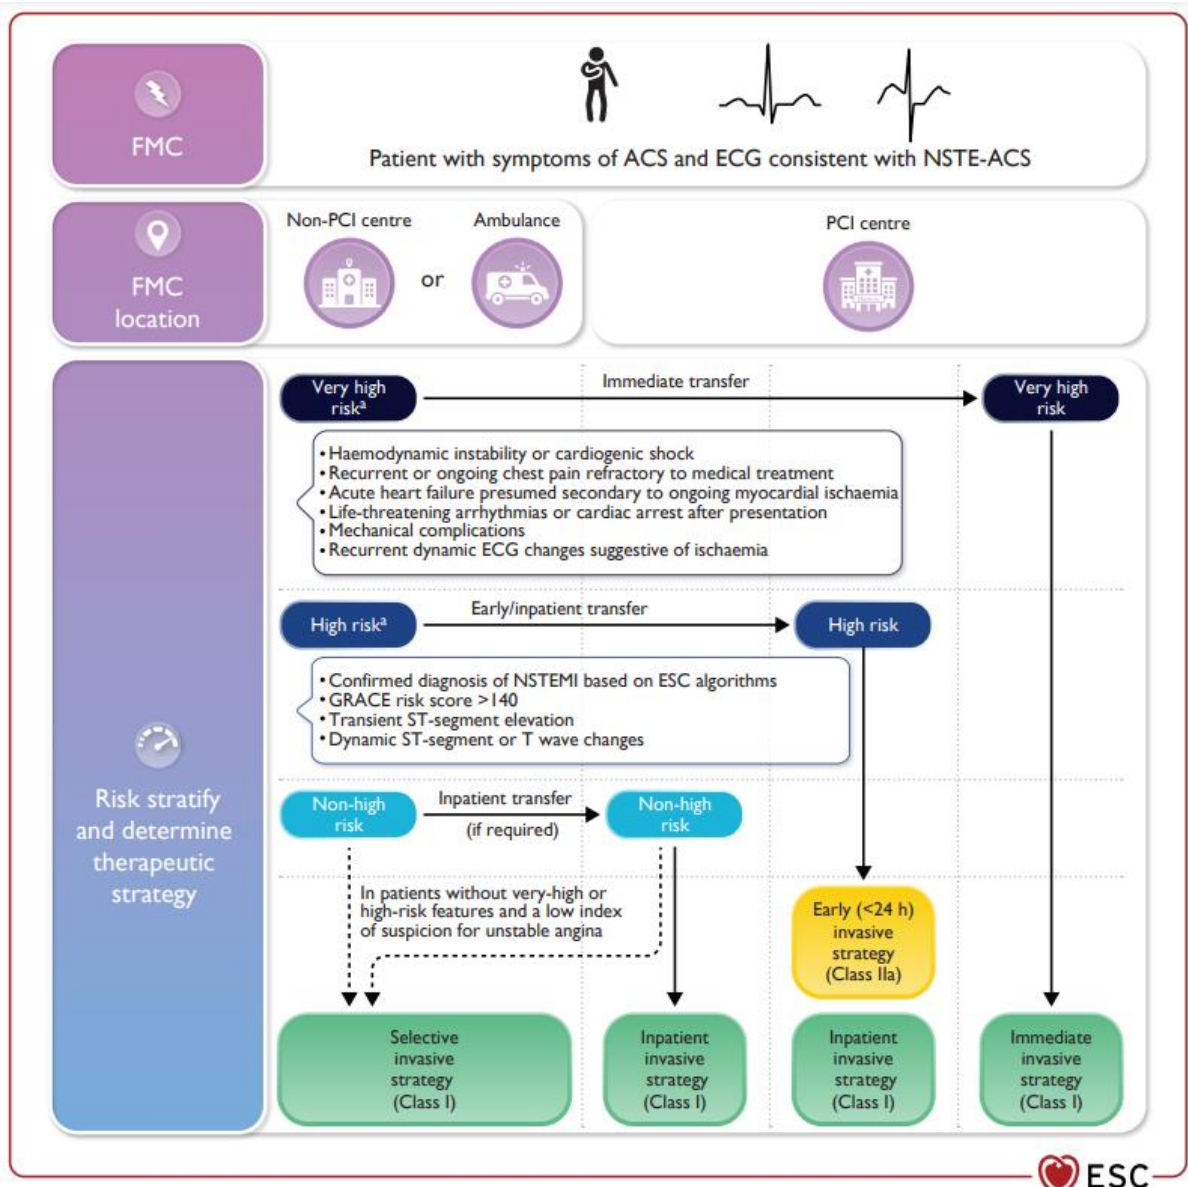 FMC
Patient with symptoms of ACS and ECG consistent with NSTE-ACS
FMC
location
Non-PCI centre
or
Ambulance
PCI centre
Risk stratify
and determine
therapeutic
strategy
Very high
riskᵃ
Immediate transfer
Very high
risk
• Haemodynamic instability or cardiogenic shock
• Recurrent or ongoing chest pain refractory to medical treatment
• Acute heart failure presumed secondary to ongoing myocardial ischaemia
• Life-threatening arrhythmias or cardiac arrest after presentation
• Mechanical complications
• Recurrent dynamic ECG changes suggestive of ischaemia
High riskᵃ
Early/inpatient transfer
High risk
• Confirmed diagnosis of NSTEMI based on ESC algorithms
• GRACE risk score >140
• Transient ST-segment elevation
• Dynamic ST-segment or T wave changes
Non-high
risk
Inpatient transfer
(if required)
Non-high
risk
In patients without very-high or
high-risk features and a low index
of suspicion for unstable angina
Early (<24 h)
invasive
strategy
(Class IIa)
Selective
invasive
strategy
(Class I)
Inpatient
invasive
strategy
(Class I)
Inpatient
invasive
strategy
(Class I)
Immediate
invasive
strategy
(Class I)
ESC